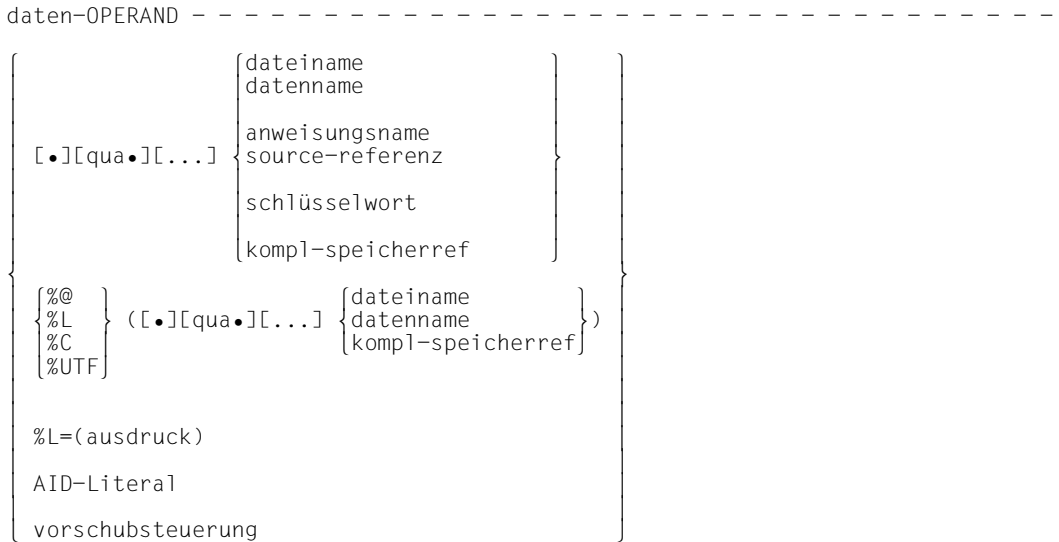 daten-OPERAND - - - - - - - - - - - - - - - - - - - - - - - - - - - - - - - -
dateiname
datenname
anweisungsname
[•][qua•][...] source-referenz
schlüsselwort
kompl-speicherref
%@ dateiname
%L ([•][qua•][...] datenname )
%C kompl-speicherref
%UTF
%L=(ausdruck)
AID-Literal
vorschubsteuerung